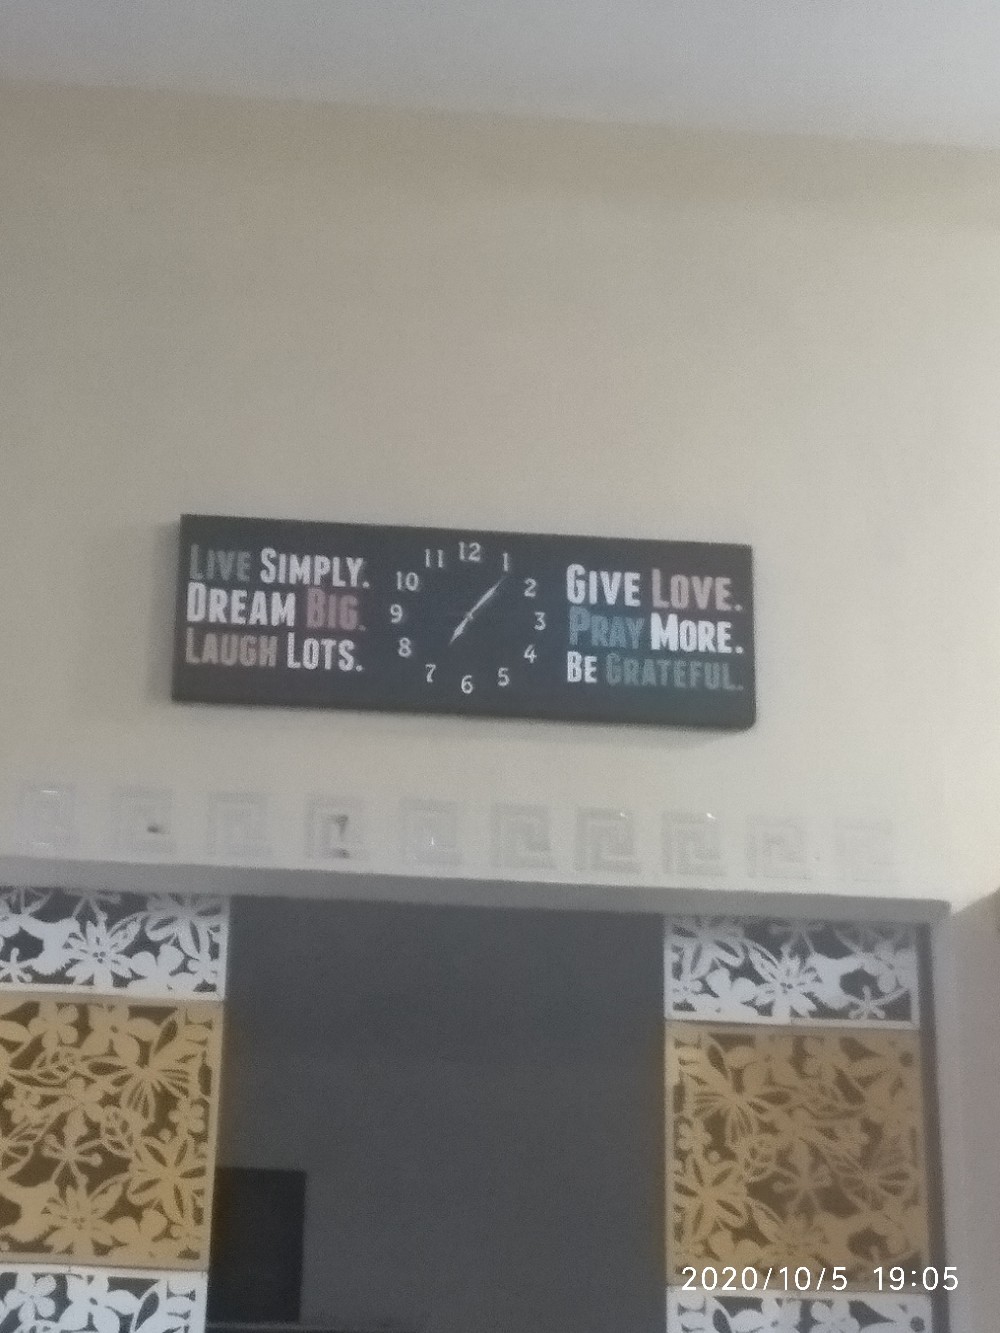 LIVE SIMPLY.
DREAM BIG.
LAUGH LOTS.
12
1
2
3
4
5
6
7
8
9
10
11
GIVE LOVE.
PRAY MORE.
BE GRATEFUL.
2020/10/5 19:05